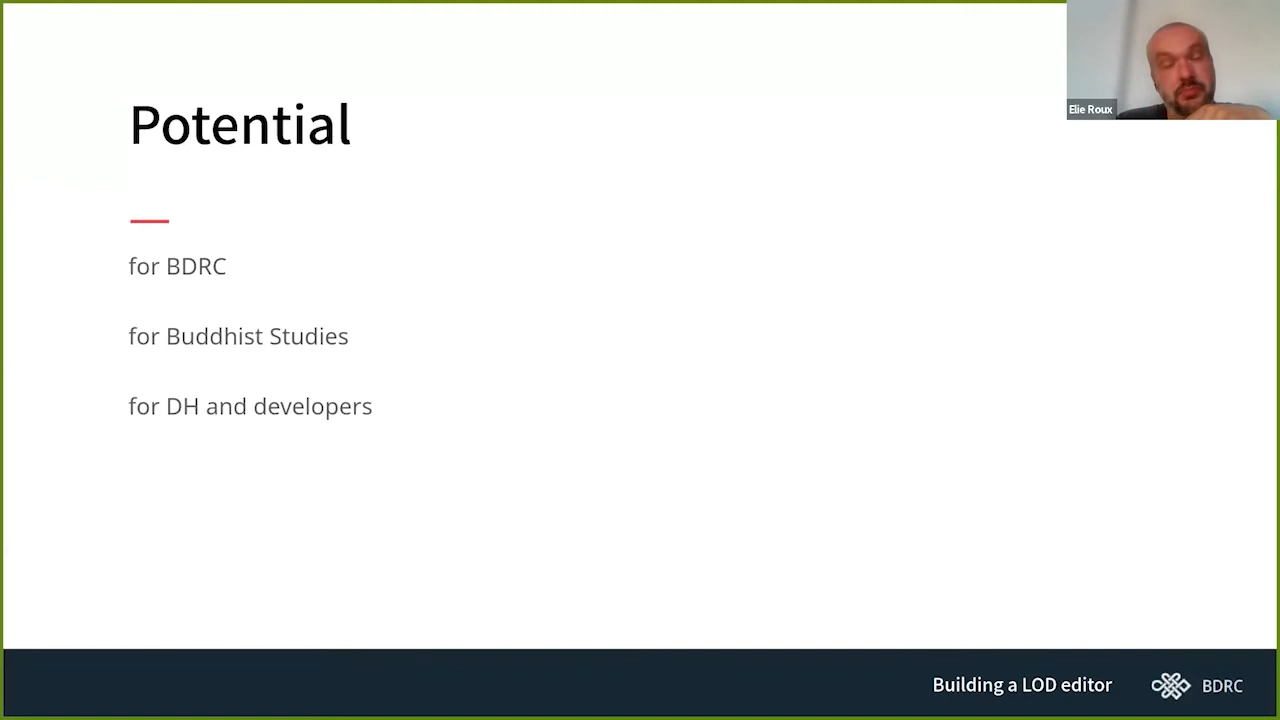 Potential
Elie Roux
for BDRC
for Buddhist Studies
for DH and developers
Building a LOD editor
BDRC